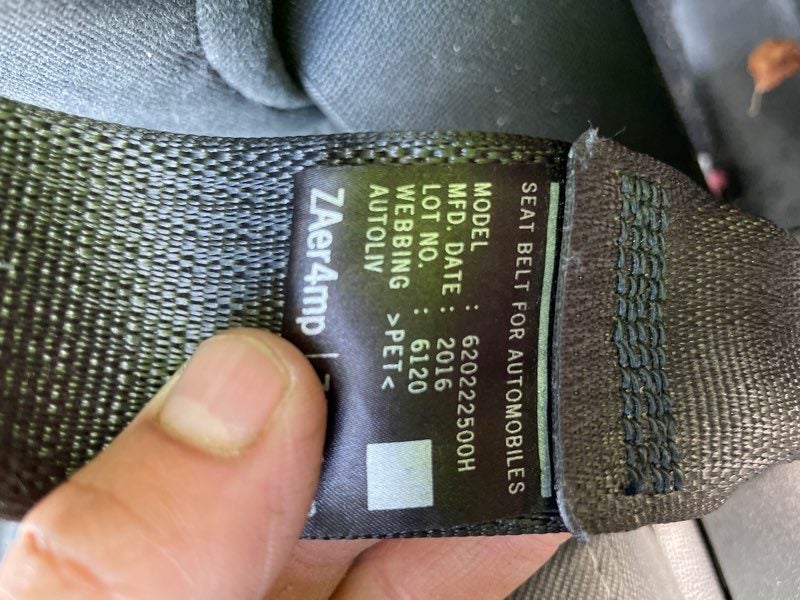 SEAT BELT FOR AUTOMOBILES
MODEL : 620222500H
MFD. DATE : 2016
LOT NO. : 6120
WEBBING >PET<
AUTOLIV
ZAer4mp